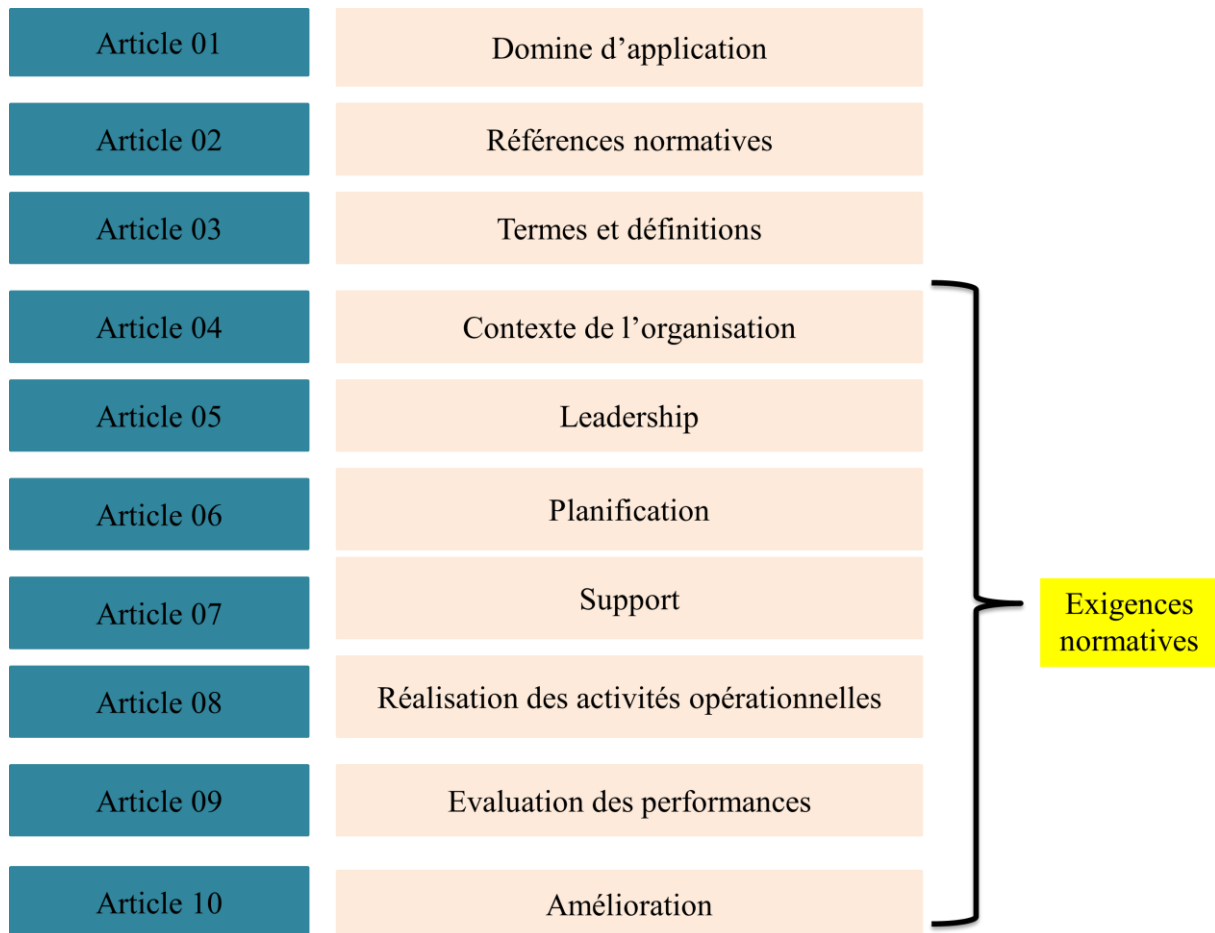 Article 01
Domine d’application
Article 02
Références normatives
Article 03
Termes et définitions
Article 04
Contexte de l’organisation
Article 05
Leadership
Article 06
Planification
Article 07
Support
Article 08
Réalisation des activités opérationnelles
Article 09
Evaluation des performances
Article 10
Amélioration
Exigences
normatives